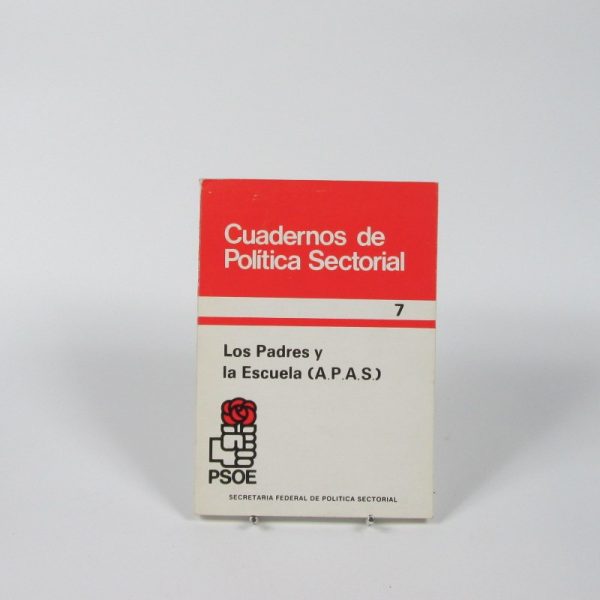 Cuadernos de
Política Sectorial
7
Los Padres y
la Escuela (A.P.A.S.)
PSOE
SECRETARIA FEDERAL DE POLITICA SECTORIAL